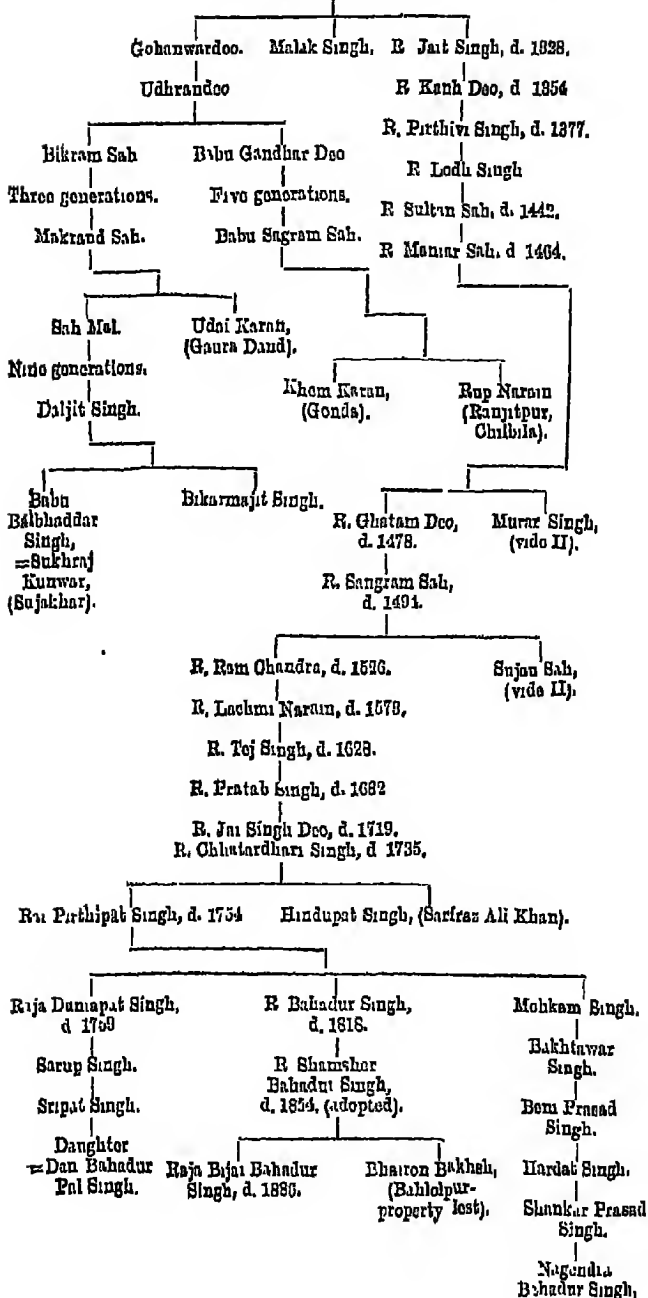 Gohanwardeo. Malik Singh, R Jait Singh, d. 1328.
Udhrandeo R Kanh Deo, d 1354
R. Pirthivi Singh, d. 1377.
Bikram Sah Babu Gandhar Deo
R Lodh Singh
Three generations. Five generations.
R Sultan Sah, d. 1442.
Makrand Sah. Babu Sagram Sah.
R Maniar Sah, d 1464.
Sah Mal. Udai Karan,
(Gaura Dand).
Nine generations.
Khem Karan,
(Gonda).
Rup Narain
(Ranjitpur,
Chilbila).
Daljit Singh.
Babu
Balbhaddar
Singh,
=Sukhraj
Kunwar,
(Sujakhar).
Bikarmajit Singh.
R. Ghatam Deo,
d. 1478.
Murar Singh,
(vide II).
R. Sangram Sah,
d. 1494.
R. Ram Chandra, d. 1526.
Sujan Sah,
(vide II).
R. Lachmi Narain, d. 1579.
R. Tej Singh, d. 1628.
R. Pratab Singh, d. 1682
R. Jai Singh Deo, d. 1719.
R. Chhatardhari Singh, d 1735.
Rai Pirthipat Singh, d. 1754 Hindupat Singh, (Sarfraz Ali Khan).
Raja Duniapat Singh,
d 1759
R Bahadur Singh,
d. 1818.
Mohkam Singh.
Sarup Singh.
R Shamsher
Bahadur Singh,
d. 1854, (adopted).
Bakhtawar
Singh.
Sripat Singh.
Beni Prasad
Singh.
Daughter
=Dan Bahadur
Pal Singh.
Raja Bijai Bahadur
Singh, d. 1886.
Bhairon Bakhsh,
(Bahlolpur-
property lost).
Hardat Singh.
Shankar Prasad
Singh.
Nagendra
Bahadur Singh,